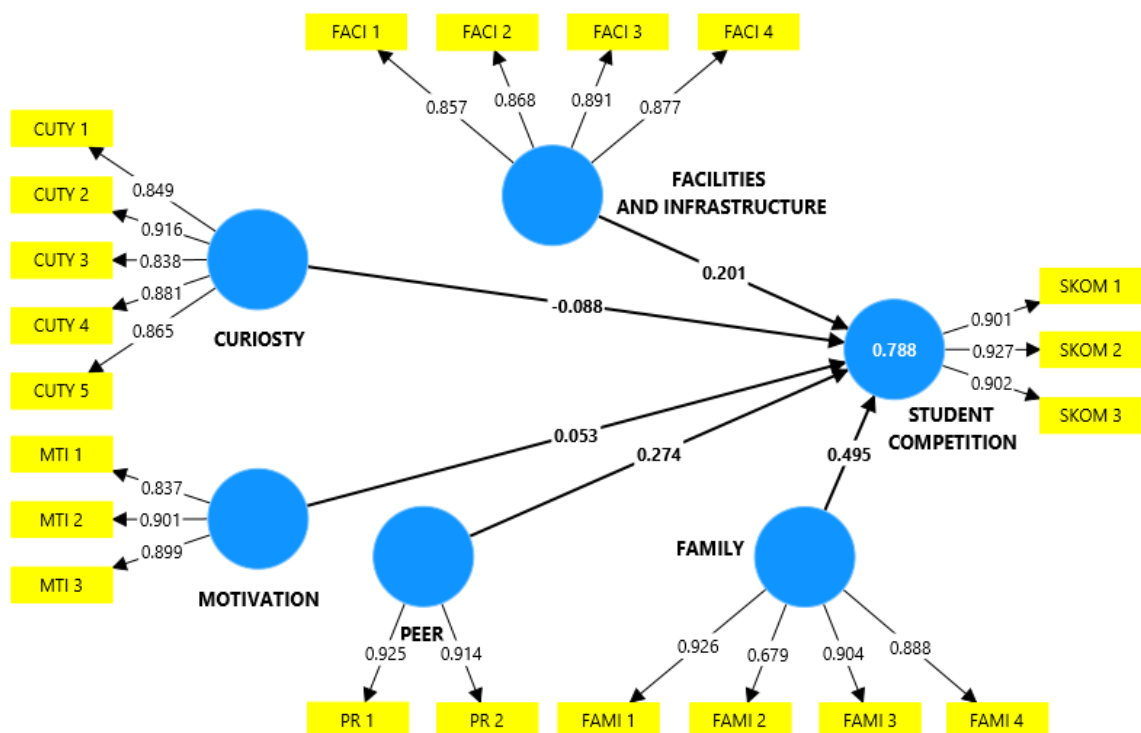 FACI 1
FACI 2
FACI 3
FACI 4
0.857
0.868
0.891
0.877
FACILITIES
AND INFRASTRUCTURE
CUTY 1
CUTY 2
CUTY 3
CUTY 4
CUTY 5
0.849
0.916
0.838
0.881
0.865
CURIOSTY
0.201
-0.088
0.053
0.274
0.495
0.788
STUDENT
COMPETITION
0.901
0.927
0.902
SKOM 1
SKOM 2
SKOM 3
MTI 1
MTI 2
MTI 3
0.837
0.901
0.899
MOTIVATION
PEER
0.925
0.914
PR 1
PR 2
FAMILY
0.926
0.679
0.904
0.888
FAMI 1
FAMI 2
FAMI 3
FAMI 4